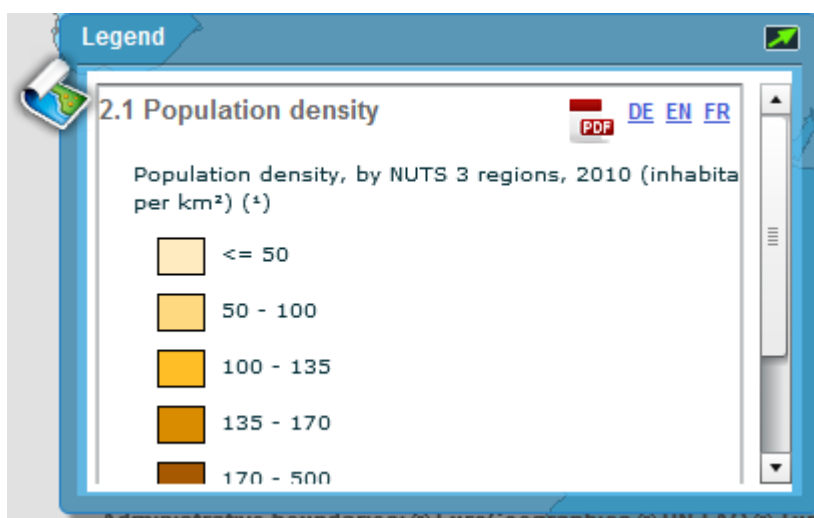 Legend
2.1 Population density
PDF
DE EN FR
Population density, by NUTS 3 regions, 2010 (inhabita
per km²) (¹)
<= 50
50 - 100
100 - 135
135 - 170
170 - 500